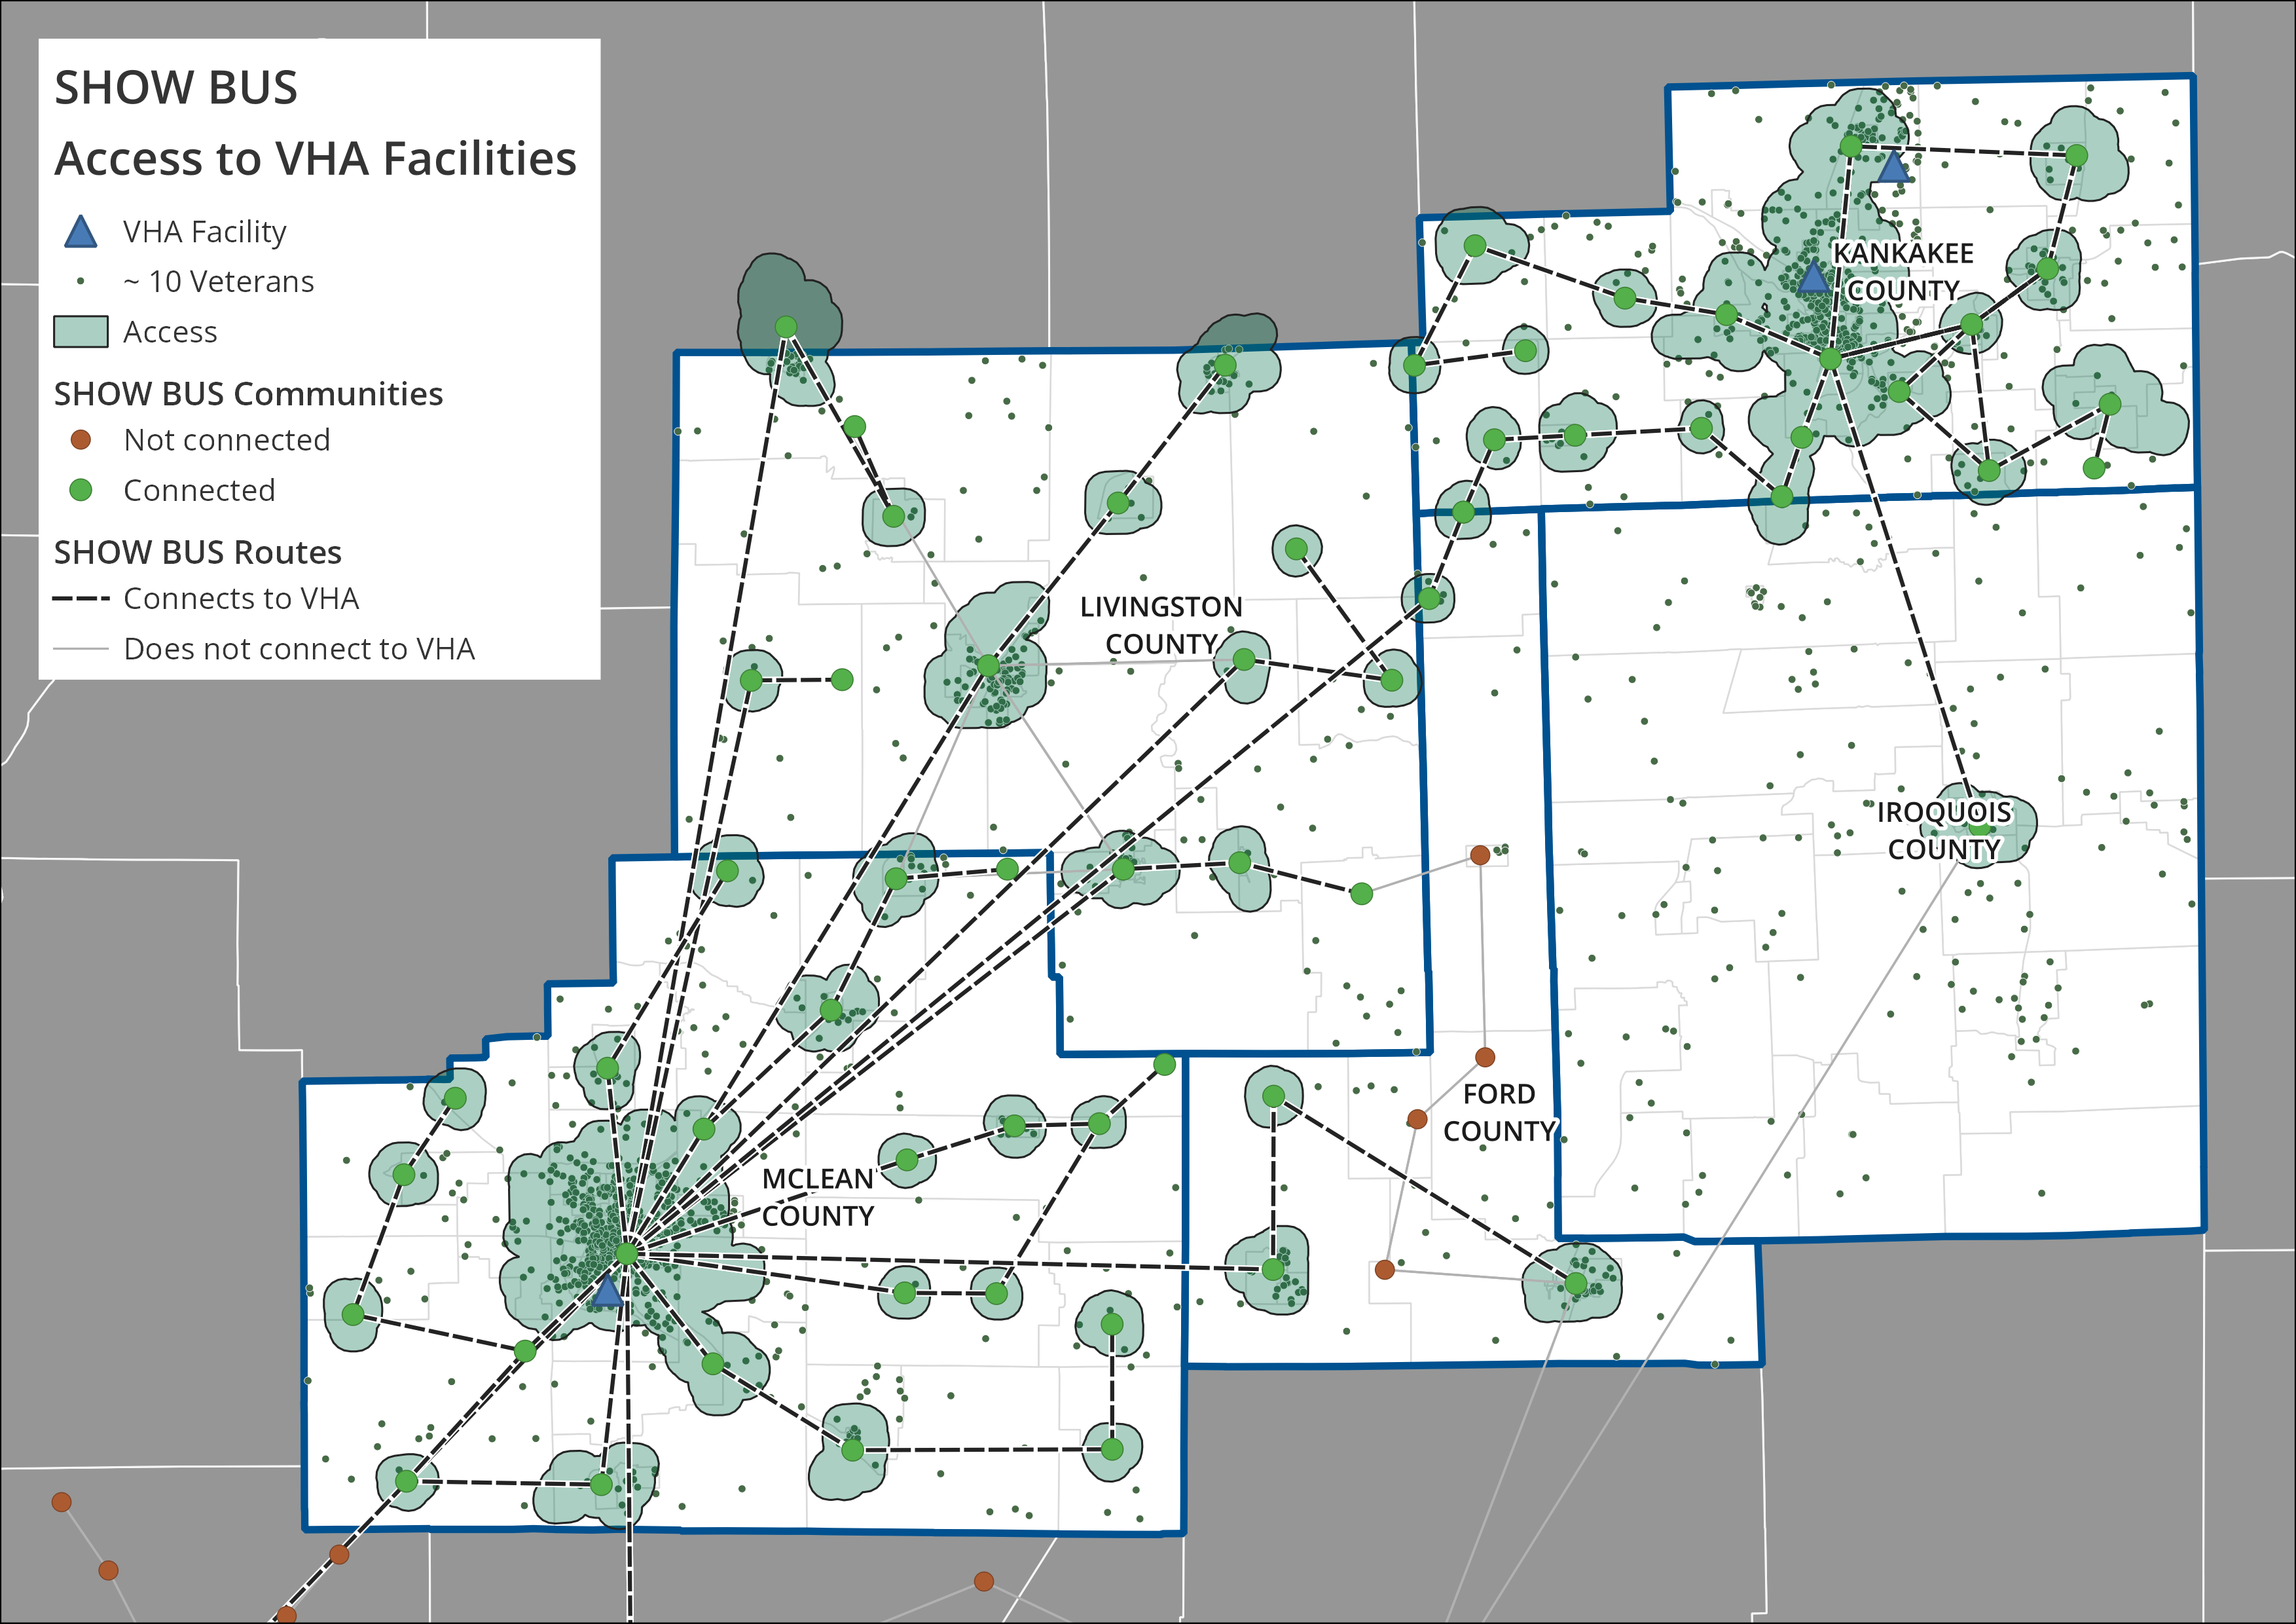 SHOW BUS
Access to VHA Facilities
VHA Facility
~ 10 Veterans
Access
SHOW BUS Communities
Not connected
Connected
SHOW BUS Routes
Connects to VHA
Does not connect to VHA
KANKAKEE
COUNTY
LIVINGSTON
COUNTY
IROQUOIS
COUNTY
FORD
COUNTY
MCLEAN
COUNTY